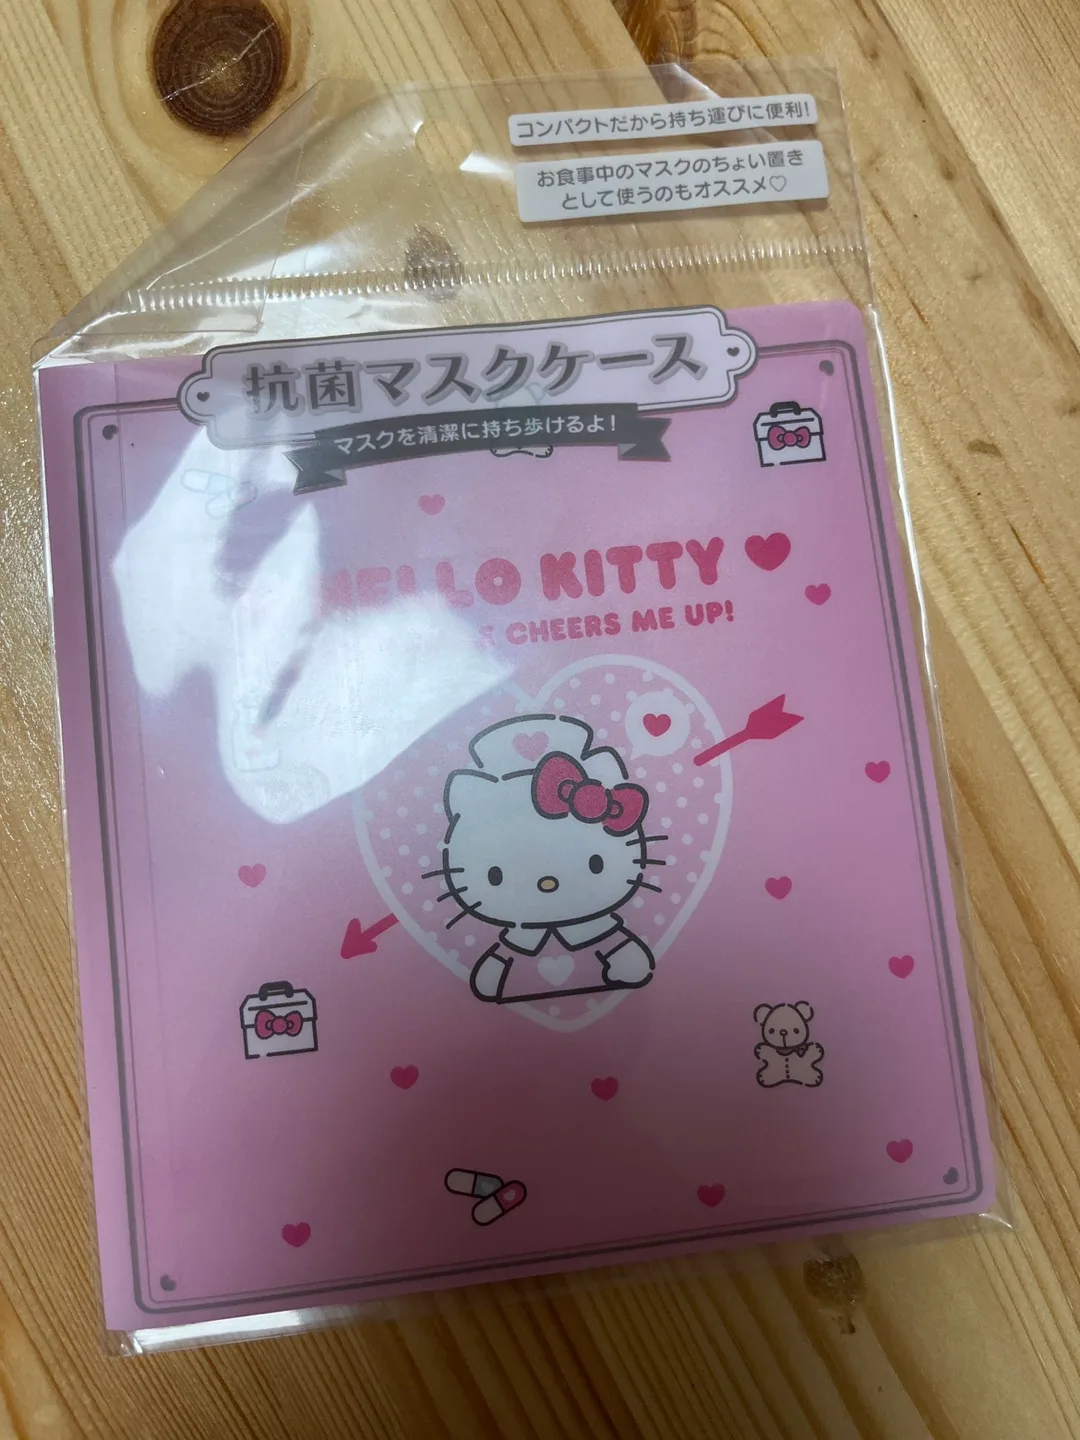 コンパクトだから持ち運びに便利!
お食事中のマスクのちょい置き
として使うのもオススメ♡
抗菌マスクケース
マスクを清潔に持ち歩けるよ!
HELLO KITTY
CHEERS ME UP!